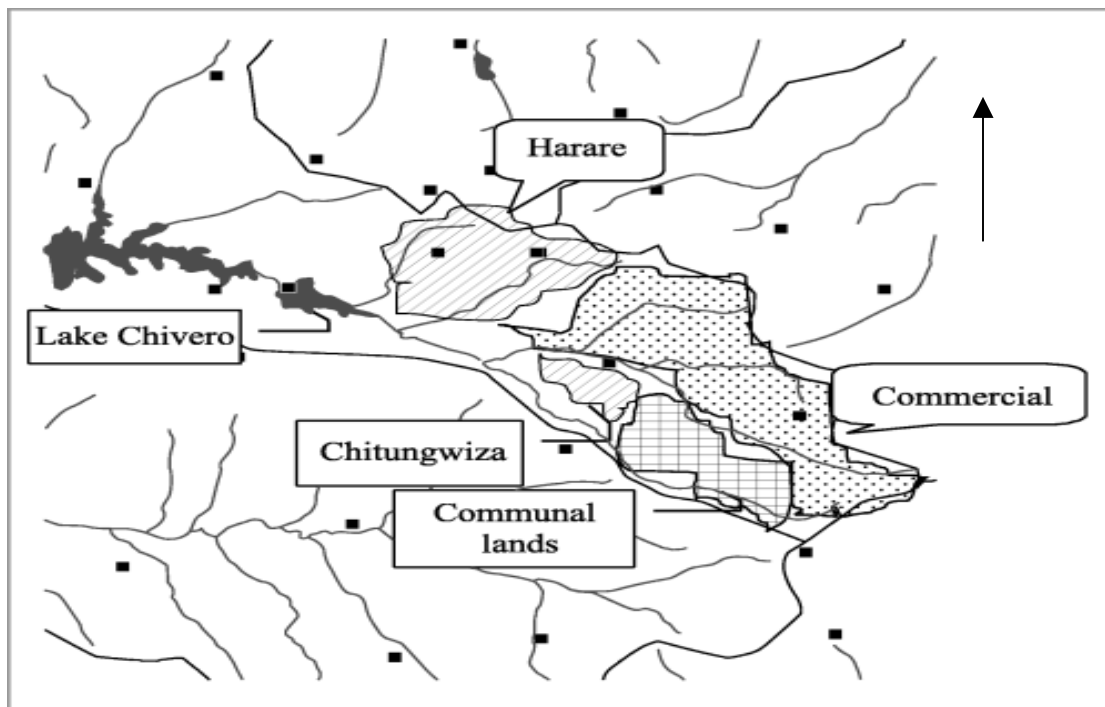 Harare
Lake Chivero
Commercial
Chitungwiza
Communal
lands